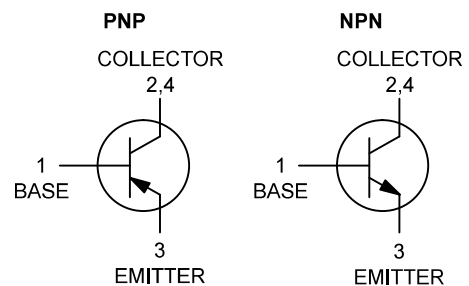 PNP
COLLECTOR
2,4
1
BASE
3
EMITTER
NPN
COLLECTOR
2,4
1
BASE
3
EMITTER